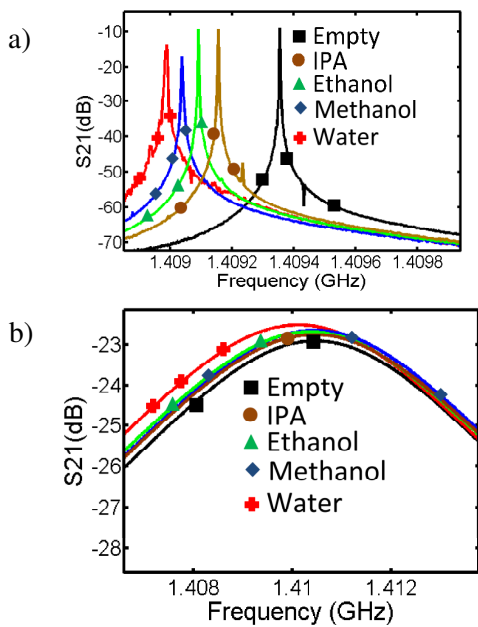 a)
-10
-20
-30
-40
-50
-60
-70
S21(dB)
Empty
IPA
Ethanol
Methanol
Water
1.409 1.4092 1.4094 1.4096 1.4098
Frequency (GHz)
b)
-23
-24
-25
-26
-27
-28
S21(dB)
Empty
IPA
Ethanol
Methanol
Water
1.408 1.41 1.412
Frequency (GHz)